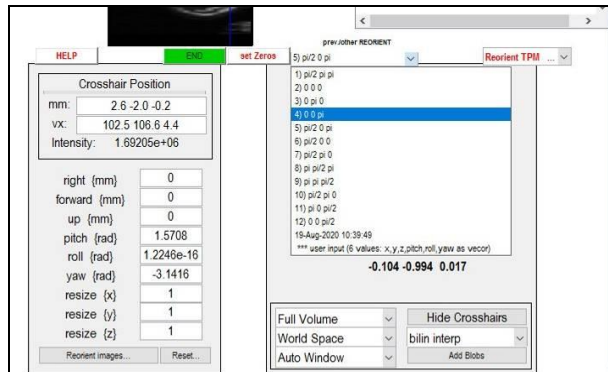 prev./other REORIENT
HELP END set Zeros 5) pi/2 0 pi Reorient TPM ...
Crosshair Position
mm: 2.6 -2.0 -0.2
vx: 102.5 106.6 4.4
Intensity: 1.69205e+06
right {mm} 0
forward {mm} 0
up {mm} 0
pitch {rad} 1.5708
roll {rad} 1.2246e-16
yaw {rad} -3.1416
resize {x} 1
resize {y} 1
resize {z} 1
Reorient images... Reset...
1) pi/2 pi pi
2) 0 0 0
3) 0 pi 0
4) 0 0 pi
5) pi/2 0 pi
6) pi/2 0 0
7) pi/2 pi 0
8) pi pi/2 pi
9) pi pi pi/2
10) pi/2 pi 0
11) pi 0 pi/2
12) 0 0 pi/2
19-Aug-2020 10:39:49
*** user input (6 values: x,y,z,pitch,roll,yaw as vecor)
-0.104 -0.994 0.017
Full Volume Hide Crosshairs
World Space bilin interp
Auto Window Add Blobs